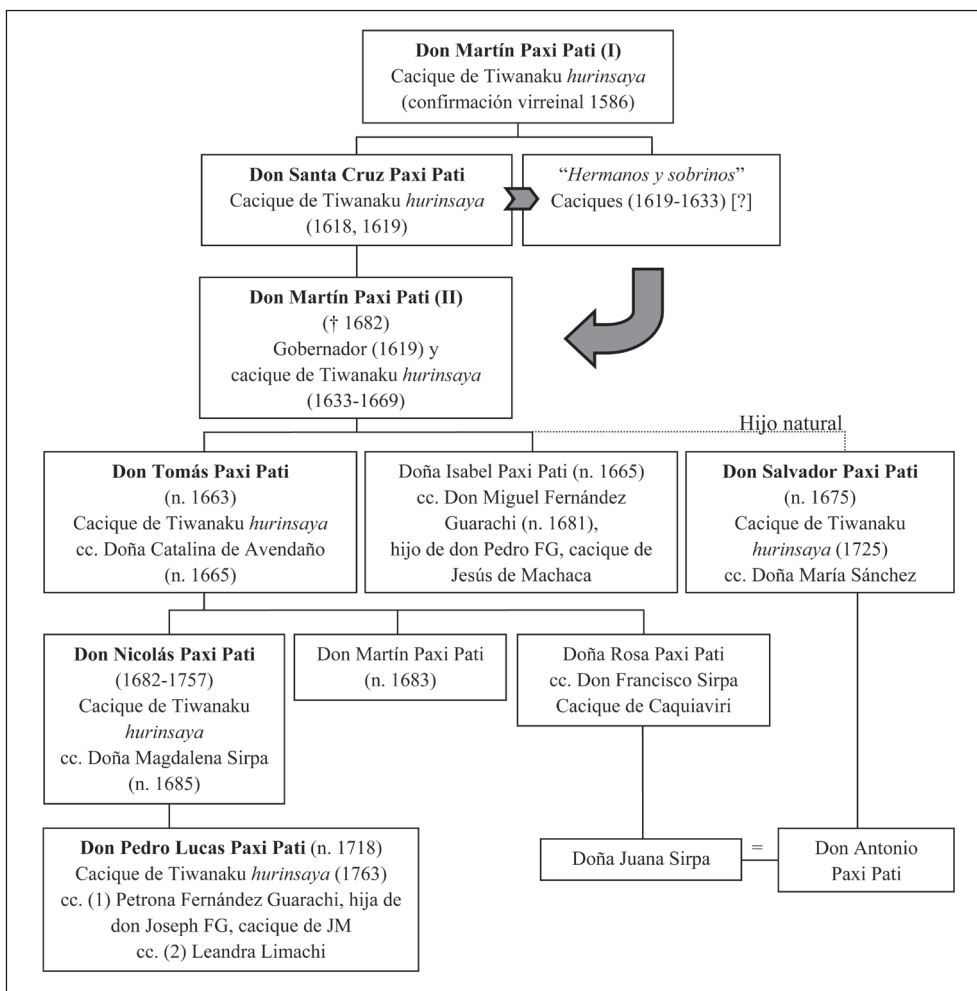 Don Martín Paxi Pati (I)
Cacique de Tiwanaku hurinsaya
(confirmación virreinal 1586)
Don Santa Cruz Paxi Pati
Cacique de Tiwanaku hurinsaya
(1618, 1619)
“Hermanos y sobrinos”
Caciques (1619-1633) [?]
Don Martín Paxi Pati (II)
(† 1682)
Gobernador (1619) y
cacique de Tiwanaku hurinsaya
(1633-1669)
Hijo natural
Don Tomás Paxi Pati
(n. 1663)
Cacique de Tiwanaku hurinsaya
cc. Doña Catalina de Avendaño
(n. 1665)
Doña Isabel Paxi Pati (n. 1665)
cc. Don Miguel Fernández
Guarachi (n. 1681),
hijo de don Pedro FG, cacique de
Jesús de Machaca
Don Salvador Paxi Pati
(n. 1675)
Cacique de Tiwanaku
hurinsaya (1725)
cc. Doña María Sánchez
Don Nicolás Paxi Pati
(1682-1757)
Cacique de Tiwanaku
hurinsaya
cc. Doña Magdalena Sirpa
(n. 1685)
Don Martín Paxi Pati
(n. 1683)
Doña Rosa Paxi Pati
cc. Don Francisco Sirpa
Cacique de Caquiaviri
Don Pedro Lucas Paxi Pati (n. 1718)
Cacique de Tiwanaku hurinsaya (1763)
cc. (1) Petrona Fernández Guarachi, hija de
don Joseph FG, cacique de JM
cc. (2) Leandra Limachi
Doña Juana Sirpa
=
Don Antonio
Paxi Pati